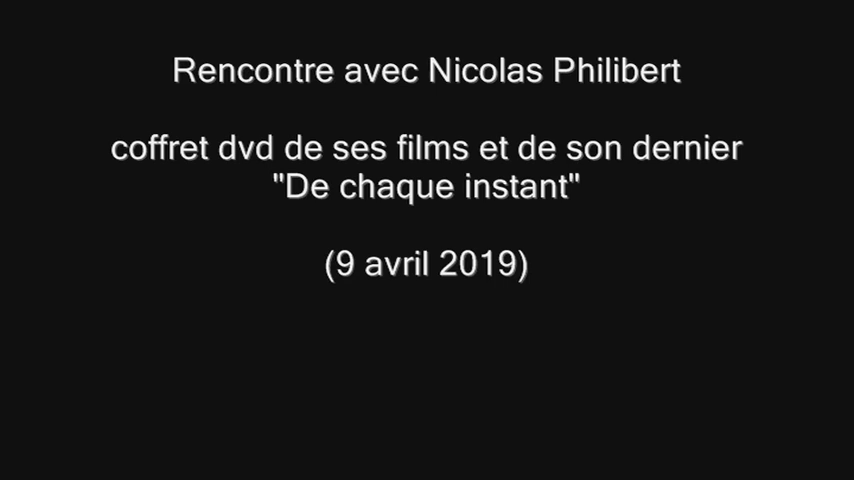 Rencontre avec Nicolas Philibert
coffret dvd de ses films et de son dernier
"De chaque instant"
(9 avril 2019)